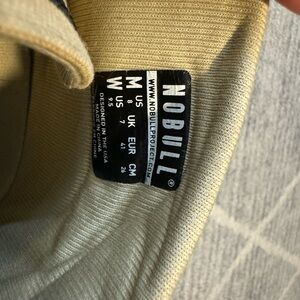 NOBULL®
WWW.NOBULLPROJECT.COM
M US 8 UK 7 EUR 41 CM 26
W US 9.5
DESIGNED IN THE USA
MADE IN CHINA